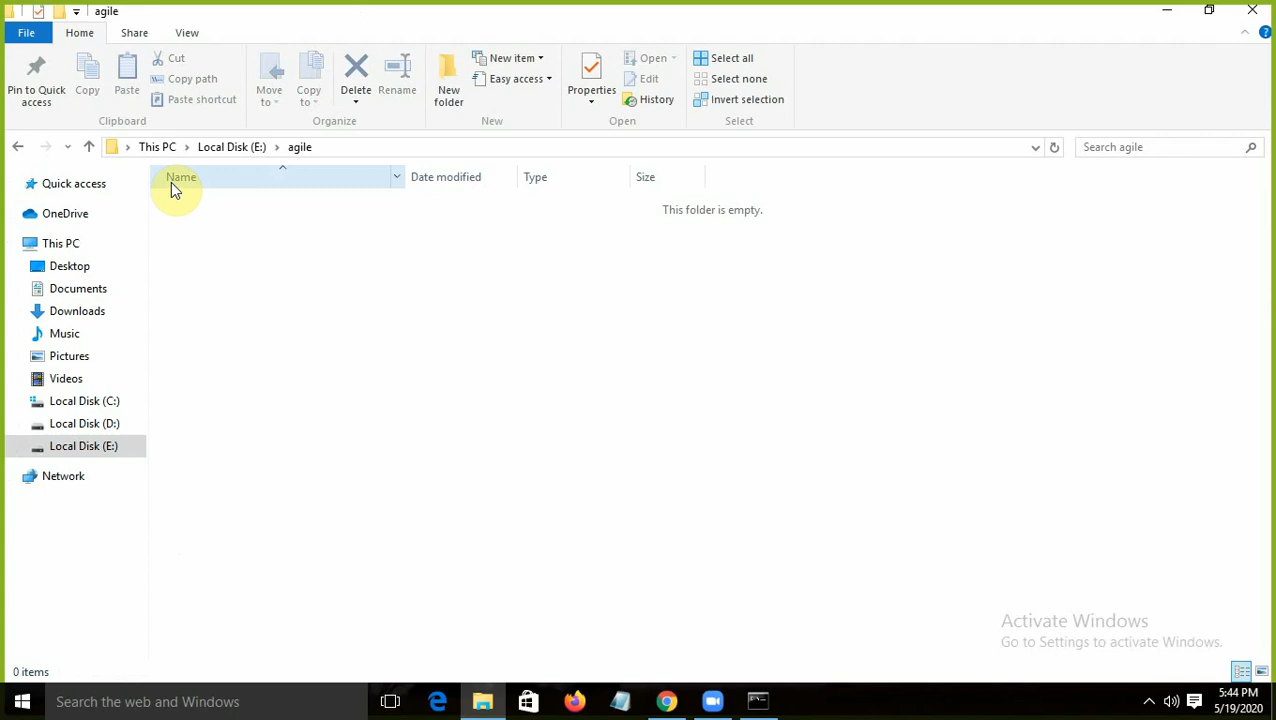 agile
File Home Share View
Pin to Quick access
Copy
Paste
Cut
Copy path
Paste shortcut
Clipboard
Move to
Copy to
Delete
Rename
Organize
New folder
New item
Easy access
New
Properties
Open
Edit
History
Open
Select all
Select none
Invert selection
Select
This PC > Local Disk (E:) > agile
Search agile
Name Date modified Type Size
This folder is empty.
Quick access
OneDrive
This PC
Desktop
Documents
Downloads
Music
Pictures
Videos
Local Disk (C:)
Local Disk (D:)
Local Disk (E:)
Network
Activate Windows
Go to Settings to activate Windows.
0 items
Search the web and Windows
5:44 PM
5/19/2020